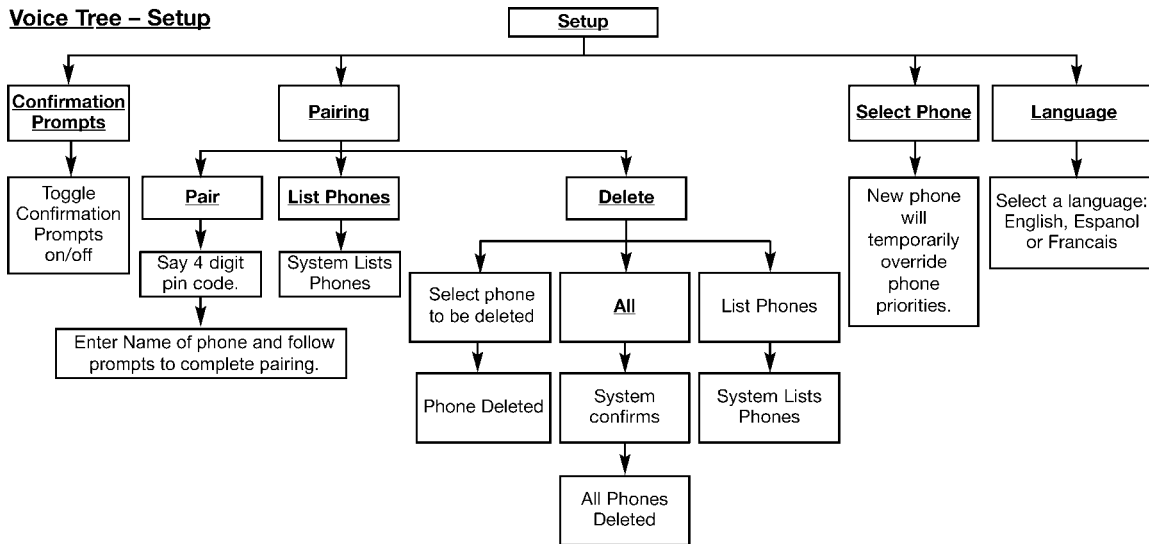 Voice Tree – Setup
Setup
Confirmation
Prompts
Pairing
Select Phone
Language
Toggle
Confirmation
Prompts
on/off
Pair
List Phones
Delete
New phone
will
temporarily
override
phone
priorities.
Select a language:
English, Espanol
or Francais
Say 4 digit
pin code.
System Lists
Phones
Select phone
to be deleted
All
List Phones
Enter Name of phone and follow
prompts to complete pairing.
Phone Deleted
System
confirms
System Lists
Phones
All Phones
Deleted